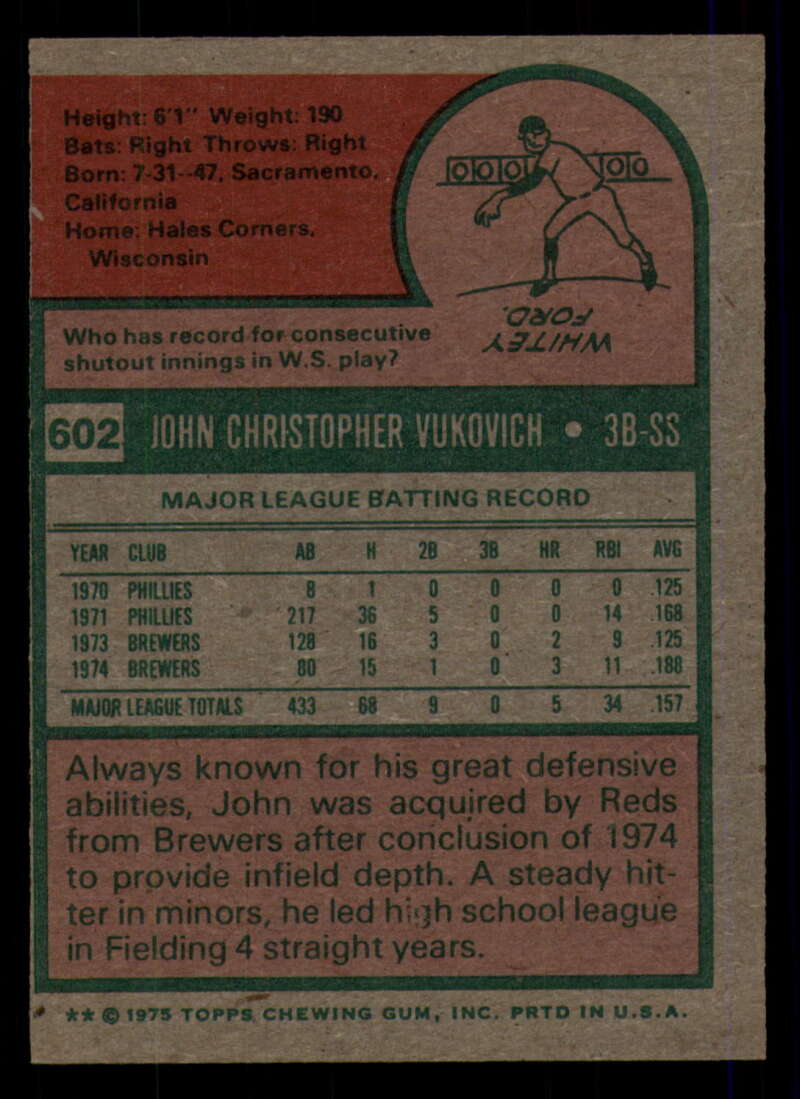 Height: 6'1" Weight: 190
Bats: Right Throws: Right
Born: 7-31--47, Sacramento,
California
Home: Hales Corners,
Wisconsin
OOOO OO
WHITEY
FORD.
Who has record for consecutive
shutout innings in W.S. play?
602 JOHN CHRISTOPHER VUKOVICH • 3B-SS
MAJOR LEAGUE BATTING RECORD
YEAR CLUB AB H 2B 3B HR RBI AVG
1970 PHILLIES 8 1 0 0 0 0 .125
1971 PHILLIES 217 36 5 0 0 14 .168
1973 BREWERS 128 16 3 0 2 9 .125
1974 BREWERS 80 15 1 0 3 11 .188
MAJOR LEAGUE TOTALS 433 68 9 0 5 34 .157
Always known for his great defensive
abilities, John was acquired by Reds
from Brewers after conclusion of 1974
to provide infield depth. A steady hit-
ter in minors, he led high school league
in Fielding 4 straight years.
** © 1975 TOPPS CHEWING GUM, INC. PRTD IN U.S.A.